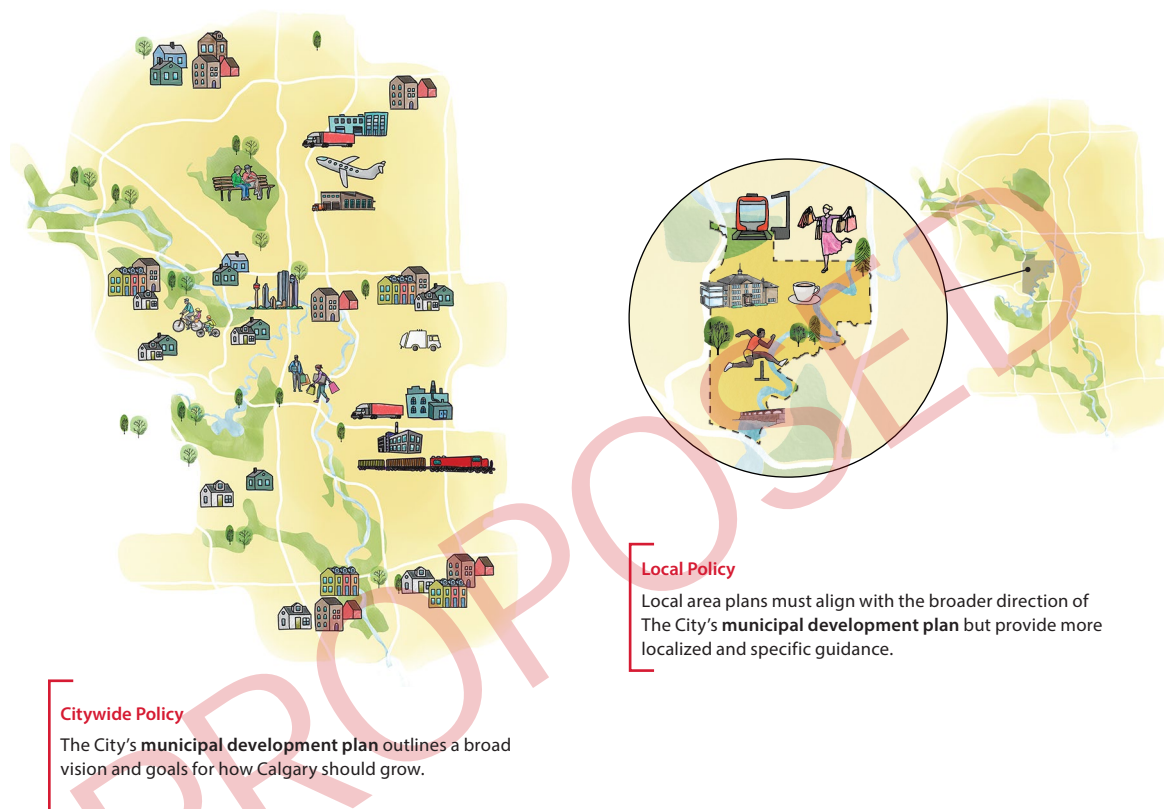 Local Policy
Local area plans must align with the broader direction of
The City's municipal development plan but provide more
localized and specific guidance.
Citywide Policy
The City's municipal development plan outlines a broad
vision and goals for how Calgary should grow.
PROPOSED